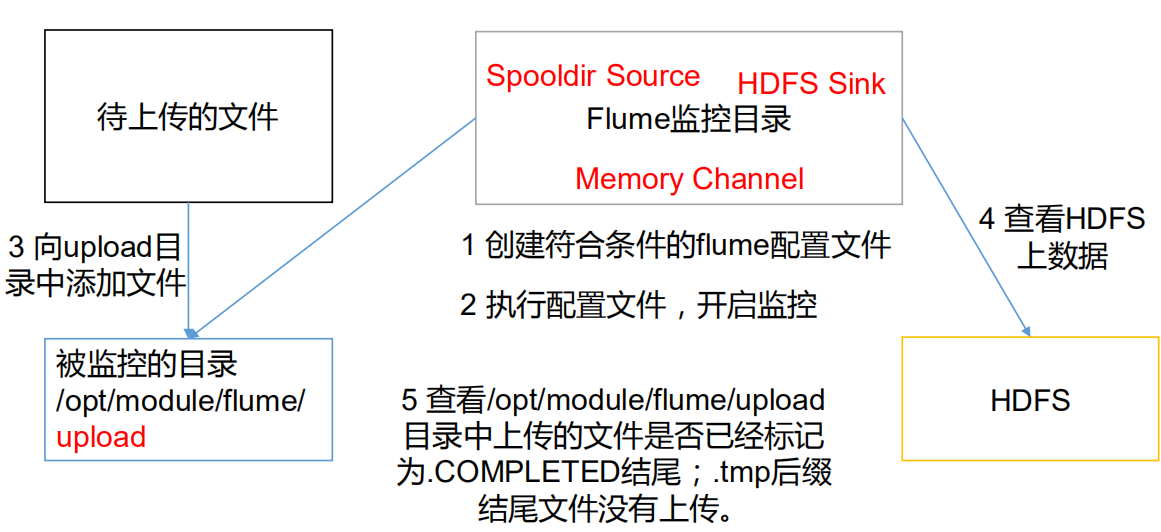 待上传的文件
Spooldir Source
HDFS Sink
Flume监控目录
Memory Channel
3 向upload目
录中添加文件
1 创建符合条件的flume配置文件
2 执行配置文件，开启监控
4 查看HDFS
上数据
被监控的目录
/opt/module/flume/
upload
5 查看/opt/module/flume/upload
目录中上传的文件是否已经标记
为.COMPLETED结尾；.tmp后缀
结尾文件没有上传。
HDFS